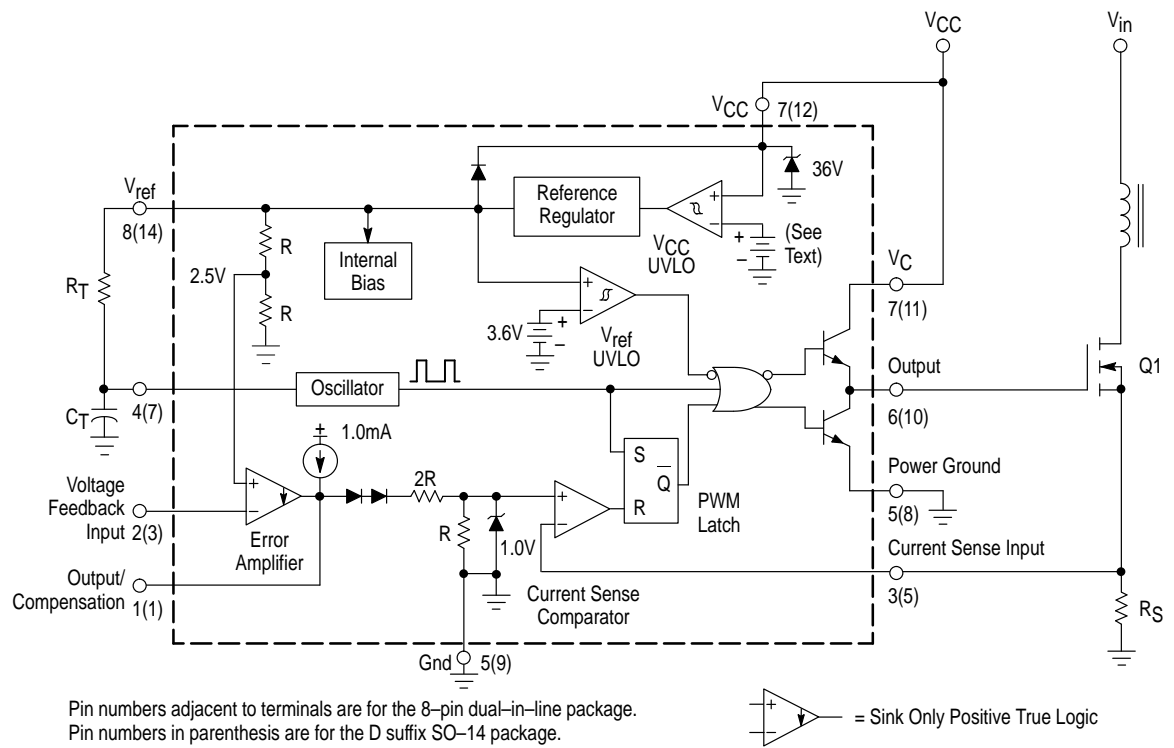 VCC
Vin
VCC
7(12)
36V
Vref
8(14)
Reference
Regulator
+
–
+
–
(See
Text)
VCC
UVLO
R
Internal
Bias
2.5V
RT
R
VC
7(11)
+
–
3.6V
+
–
Vref
UVLO
Output
6(10)
Q1
Oscillator
4(7)
CT
+
1.0mA
S
Q
R
PWM
Latch
Power Ground
5(8)
Voltage
Feedback
Input
2(3)
+
–
Error
Amplifier
2R
R
1.0V
+
–
Current Sense
Comparator
Current Sense Input
3(5)
Output/
Compensation
1(1)
RS
Gnd
5(9)
Pin numbers adjacent to terminals are for the 8–pin dual–in–line package.
Pin numbers in parenthesis are for the D suffix SO–14 package.
+
–
= Sink Only Positive True Logic